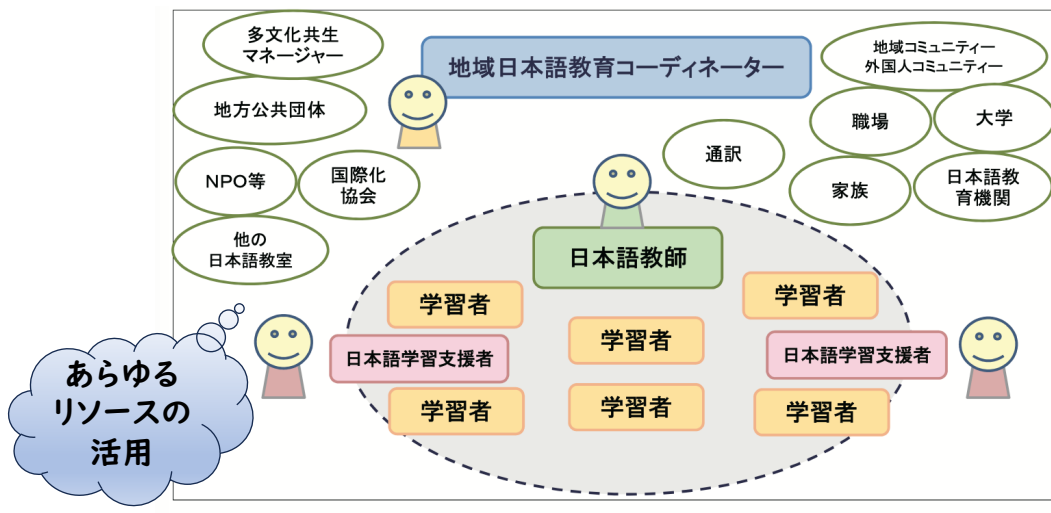 多文化共生
マネージャー
地域日本語教育コーディネーター
地域コミュニティー
外国人コミュニティー
地方公共団体
職場
大学
通訳
NPO等
国際化
協会
家族
日本語教
育機関
他の
日本語教室
日本語教師
学習者
学習者
学習者
日本語学習支援者
日本語学習支援者
学習者
学習者
学習者
あらゆる
リソースの
活用